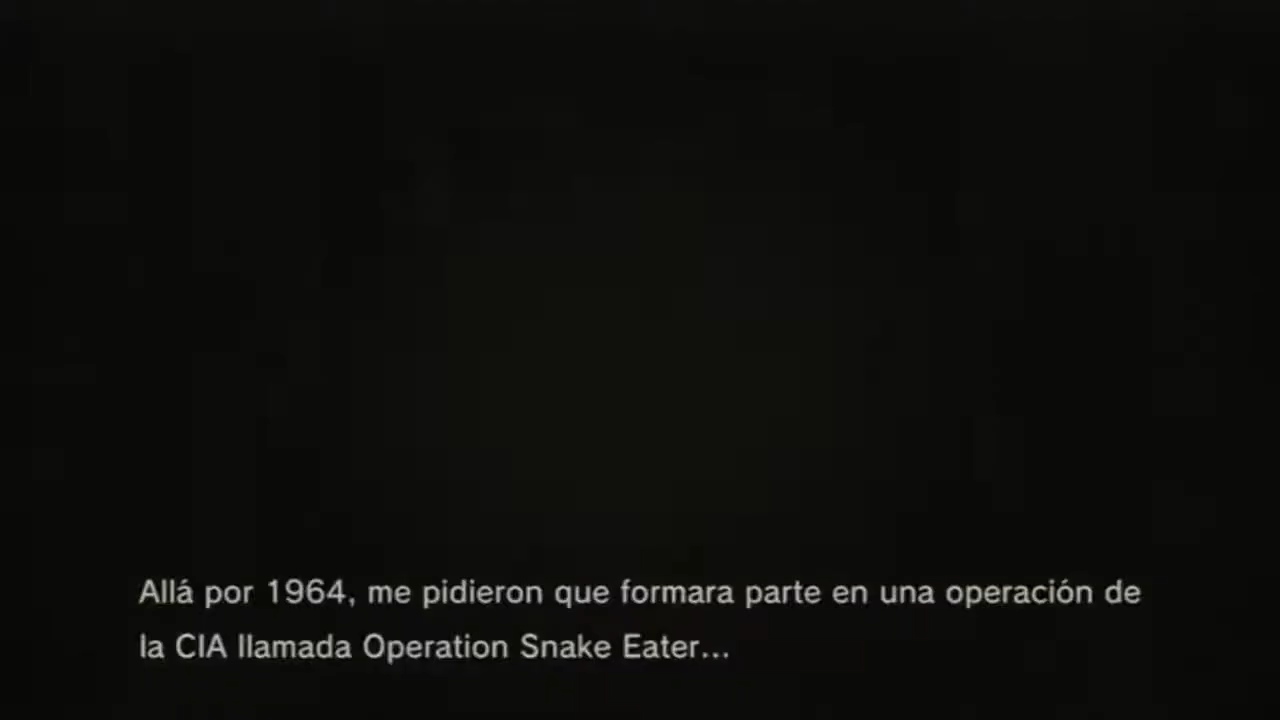 Allá por 1964, me pidieron que formara parte en una operación de
la CIA llamada Operation Snake Eater...